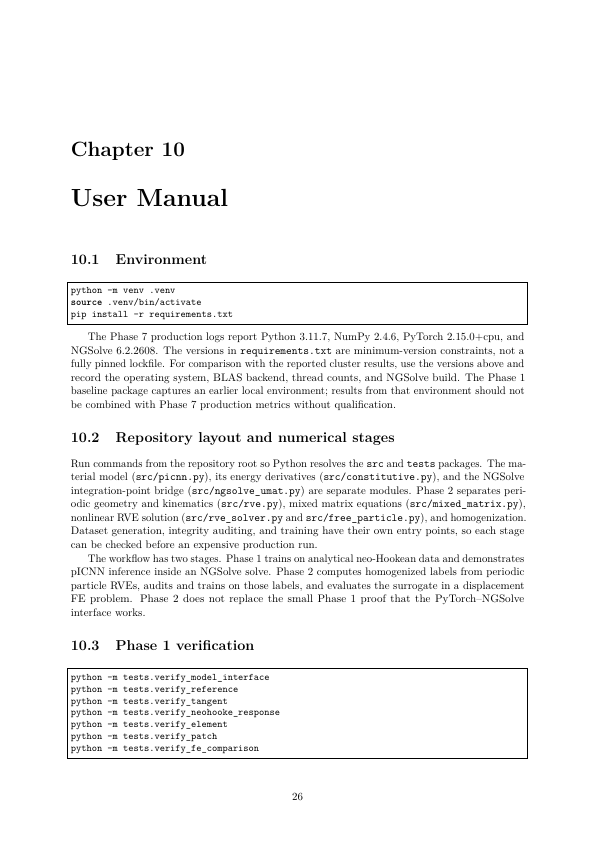 Chapter 10
User Manual
10.1 Environment
python -m venv .venv
source .venv/bin/activate
pip install -r requirements.txt
The Phase 7 production logs report Python 3.11.7, NumPy 2.4.6, PyTorch 2.15.0+cpu, and
NGSolve 6.2.2608. The versions in requirements.txt are minimum-version constraints, not a
fully pinned lockfile. For comparison with the reported cluster results, use the versions above and
record the operating system, BLAS backend, thread counts, and NGSolve build. The Phase 1
baseline package captures an earlier local environment; results from that environment should not
be combined with Phase 7 production metrics without qualification.
10.2 Repository layout and numerical stages
Run commands from the repository root so Python resolves the src and tests packages. The ma-
terial model (src/picnn.py), its energy derivatives (src/constitutive.py), and the NGSolve
integration-point bridge (src/ngsolve_umat.py) are separate modules. Phase 2 separates peri-
odic geometry and kinematics (src/rve.py), mixed matrix equations (src/mixed_matrix.py),
nonlinear RVE solution (src/rve_solver.py and src/free_particle.py), and homogenization.
Dataset generation, integrity auditing, and training have their own entry points, so each stage
can be checked before an expensive production run.
The workflow has two stages. Phase 1 trains on analytical neo-Hookean data and demonstrates
pICNN inference inside an NGSolve solve. Phase 2 computes homogenized labels from periodic
particle RVEs, audits and trains on those labels, and evaluates the surrogate in a displacement
FE problem. Phase 2 does not replace the small Phase 1 proof that the PyTorch–NGSolve
interface works.
10.3 Phase 1 verification
python -m tests.verify_model_interface
python -m tests.verify_reference
python -m tests.verify_tangent
python -m tests.verify_neohooke_response
python -m tests.verify_element
python -m tests.verify_patch
python -m tests.verify_fe_comparison
26